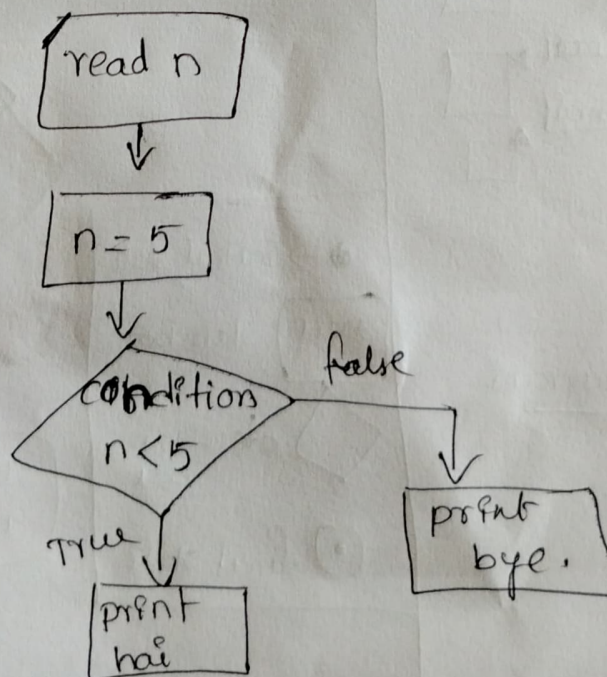 read n
n = 5
condition
n < 5
false
True
print
bye.
print
hai